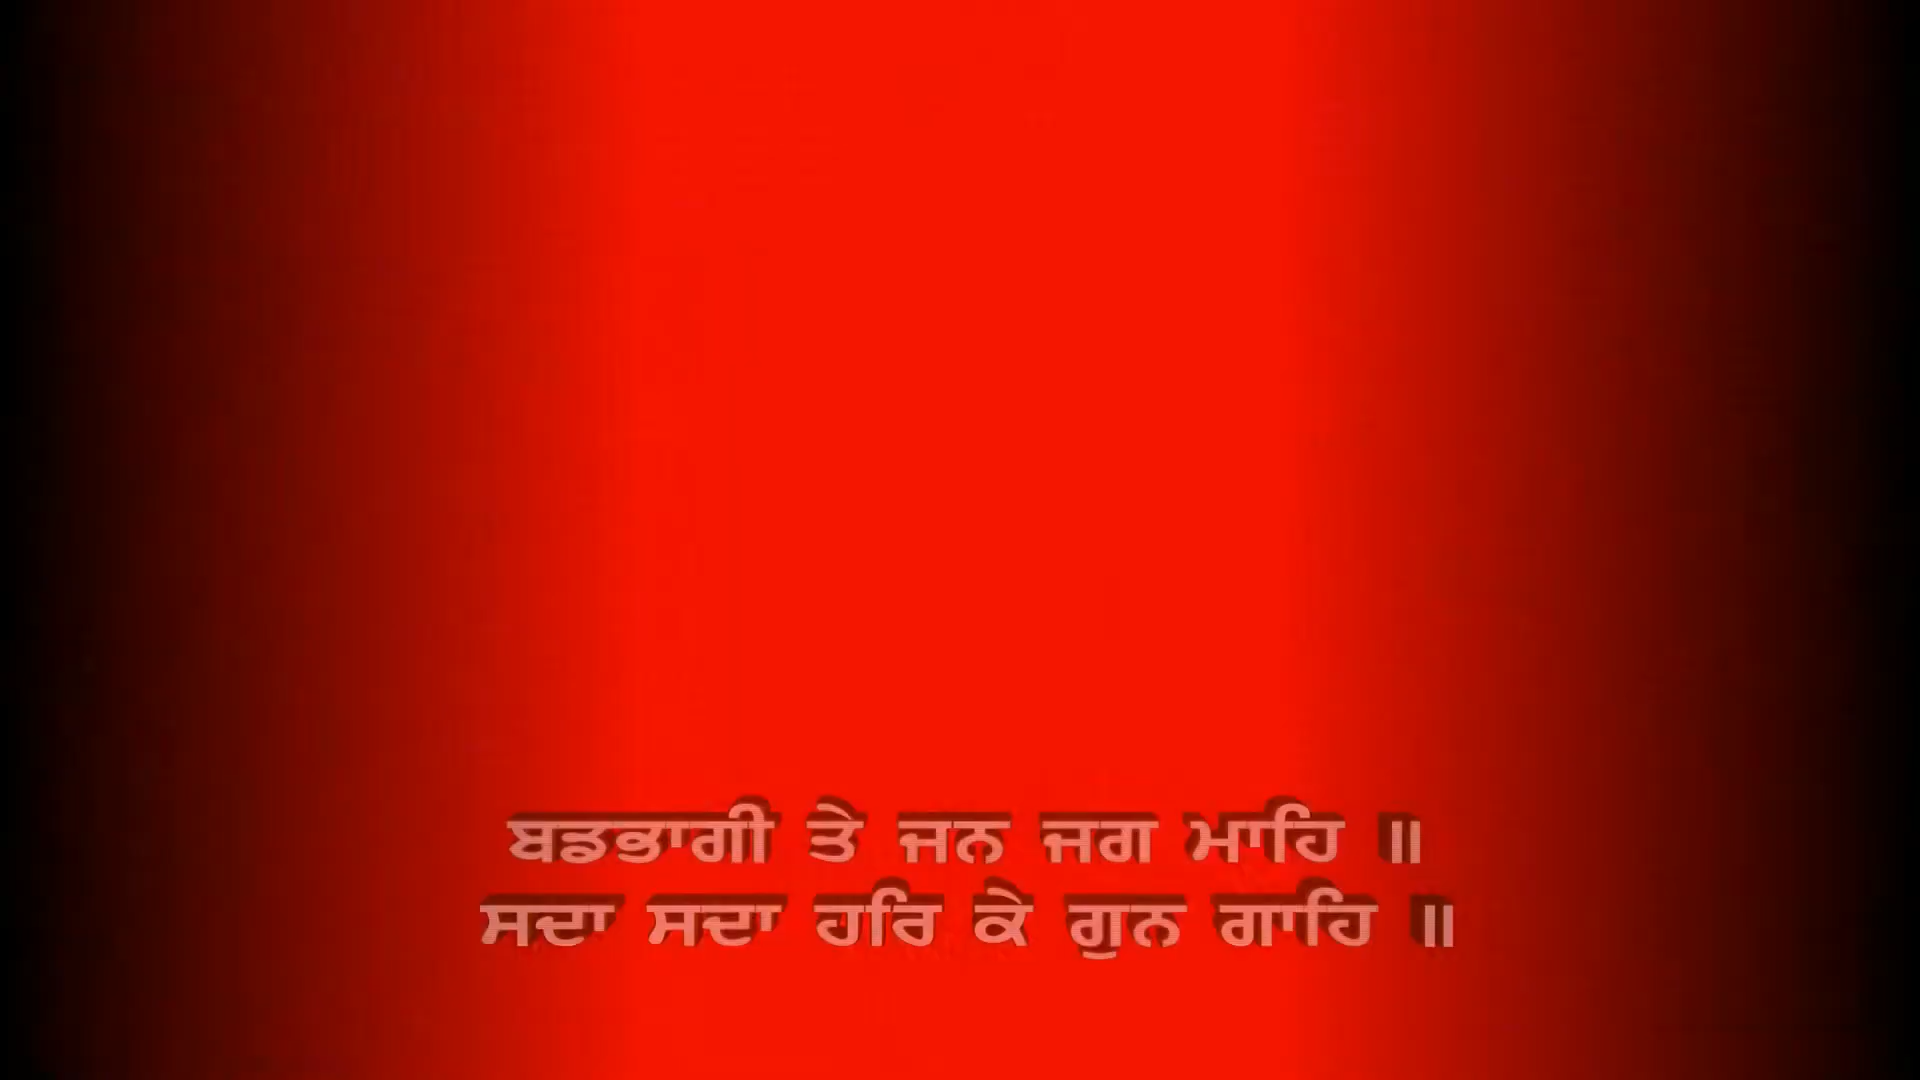 ਬਡਭਾਗੀ ਤੇ ਜਨ ਜਗ ਮਾਹਿ ॥
ਸਦਾ ਸਦਾ ਹਰਿ ਕੇ ਗੁਨ ਗਾਹਿ ॥